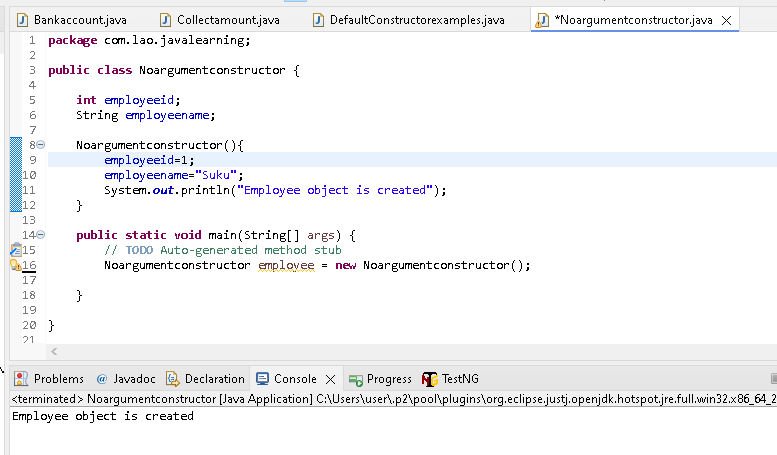 Bankaccount.java Collectamount.java DefaultConstructorexamples.java *Noargumentconstructor.java
1 package com.lao.javalearning;
2
3 public class Noargumentconstructor {
4
5 int employeeid;
6 String employeename;
7
8 Noargumentconstructor(){
9 employeeid=1;
10 employeename="Suku";
11 System.out.println("Employee object is created");
12 }
13
14 public static void main(String[] args) {
15 // TODO Auto-generated method stub
16 Noargumentconstructor employee = new Noargumentconstructor();
17
18 }
19
20 }
21
Problems @ Javadoc Declaration Console Progress TestNG
<terminated> Noargumentconstructor [Java Application] C:\Users\user\.p2\pool\plugins\org.eclipse.justj.openjdk.hotspot.jre.full.win32.x86_64_2
Employee object is created